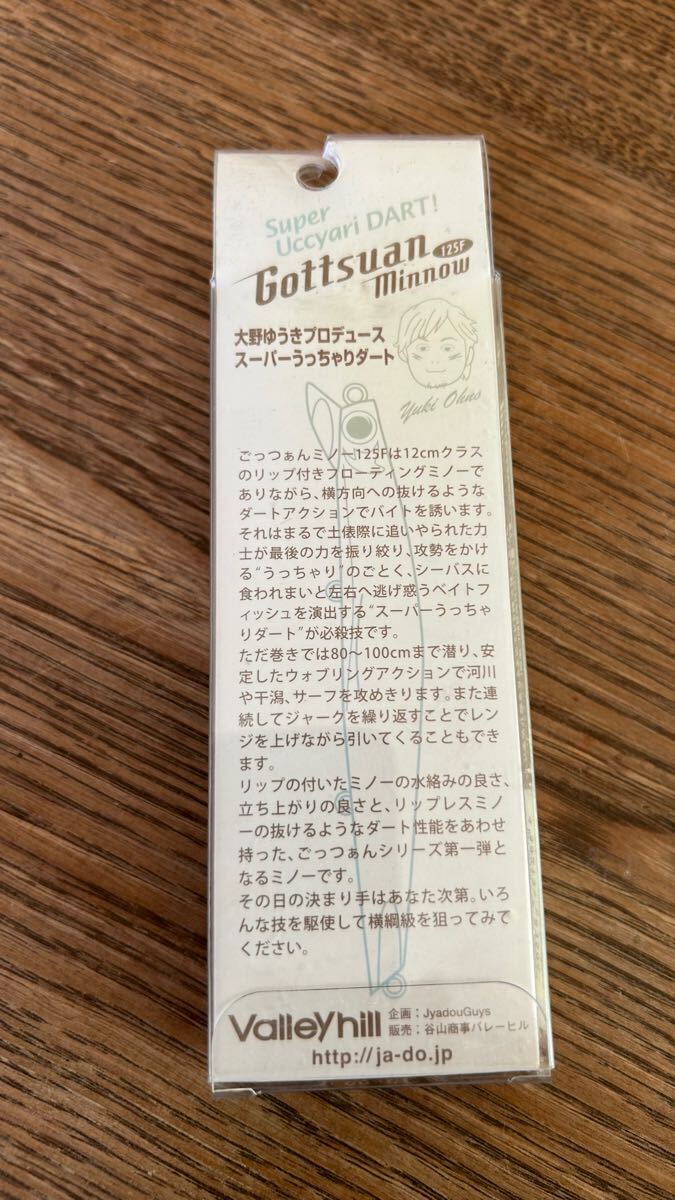 Super
Uccyari DART!
Gottsuan 125F
Minnow
大野ゆうきプロデュース
スーパーうっちゃりダート
Yuki Ohno
ごっつぁんミノー125Fは12cmクラス
のリップ付きフローティングミノーで
ありながら、横方向への抜けるような
ダートアクションでバイトを誘います。
それはまるで土俵際に追いやられた力
士が最後の力を振り絞り、攻勢をかけ
る“うっちゃり”のごとく、シーバスに
食われまいと左右へ逃げ惑うベイトフ
ィッシュを演出する“スーパーうっちゃ
りダート”が必殺技です。
ただ巻きでは80〜100cmまで潜り、安
定したウォブリングアクションで河川
や干潟、サーフを攻めきります。また連
続してジャークを繰り返すことでレン
ジを上げながら引いてくることもでき
ます。
リップの付いたミノーの水絡みの良さ、
立ち上がりの良さと、リップレスミノ
ーの抜けるようなダート性能をあわせ
持った、ごっつぁんシリーズ第一弾と
なるミノーです。
その日の決まり手はあなた次第。いろ
んな技を駆使して横綱級を狙ってみて
ください。
Valleyhill 企画：JyadouGuys
販売：谷山商事バレーヒル
http://ja-do.jp